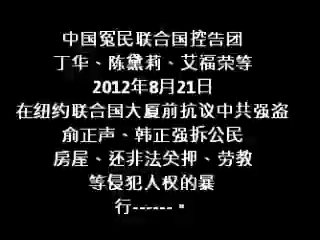 中国冤民联合国控告团
丁华、陈黛莉、艾福荣等
2012年8月21日
在纽约联合国大厦前抗议中共强盗
俞正声、韩正强拆公民
房屋、还非法关押、劳教
等侵犯人权的暴
行------。